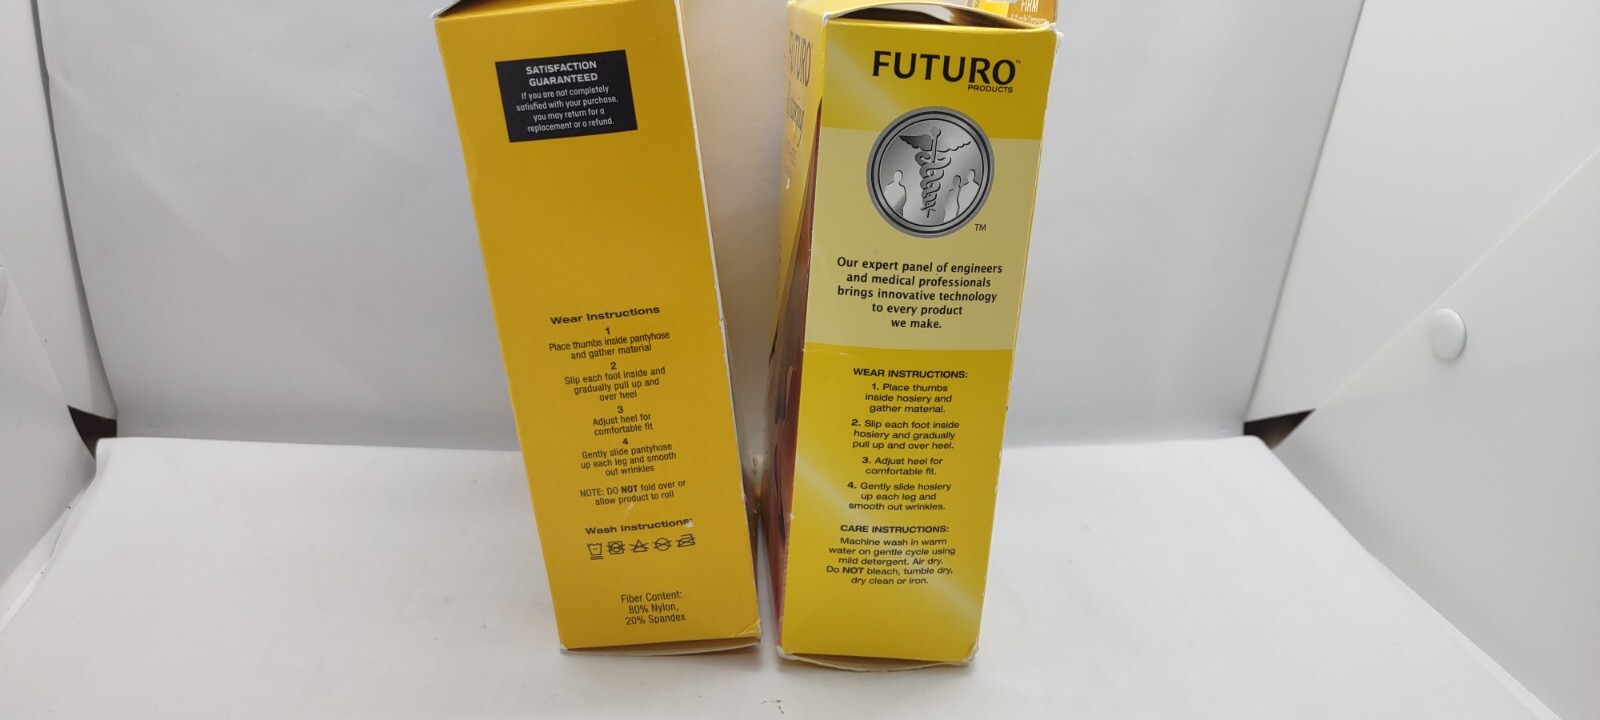 SATISFACTION
GUARANTEED
If you are not completely
satisfied with your purchase,
you may return for a
replacement or a refund.
Wear Instructions
1
Place thumbs inside pantyhose
and gather material
2
Slip each foot inside and
gradually pull up and
over heel
3
Adjust heel for
comfortable fit
4
Gently slide pantyhose
up each leg and smooth
out wrinkles
NOTE: DO NOT fold over or
allow product to roll
Wash Instructions:
Fiber Content:
80% Nylon,
20% Spandex
FIRM
FUTURO
FUTURO™
PRODUCTS
TM
Our expert panel of engineers
and medical professionals
brings innovative technology
to every product
we make.
WEAR INSTRUCTIONS:
1. Place thumbs
inside hosiery and
gather material.
2. Slip each foot inside
hosiery and gradually
pull up and over heel.
3. Adjust heel for
comfortable fit.
4. Gently slide hosiery
up each leg and
smooth out wrinkles.
CARE INSTRUCTIONS:
Machine wash in warm
water on gentle cycle using
mild detergent. Air dry.
Do NOT bleach, tumble dry,
dry clean or iron.